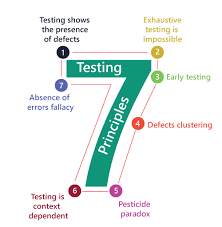 Testing shows
the presence
of defects
1
Exhaustive
testing is
impossible
2
Testing
Principles
3
Early testing
4
Defects clustering
5
Pesticide
paradox
6
Testing is
context
dependent
7
Absence of
errors fallacy